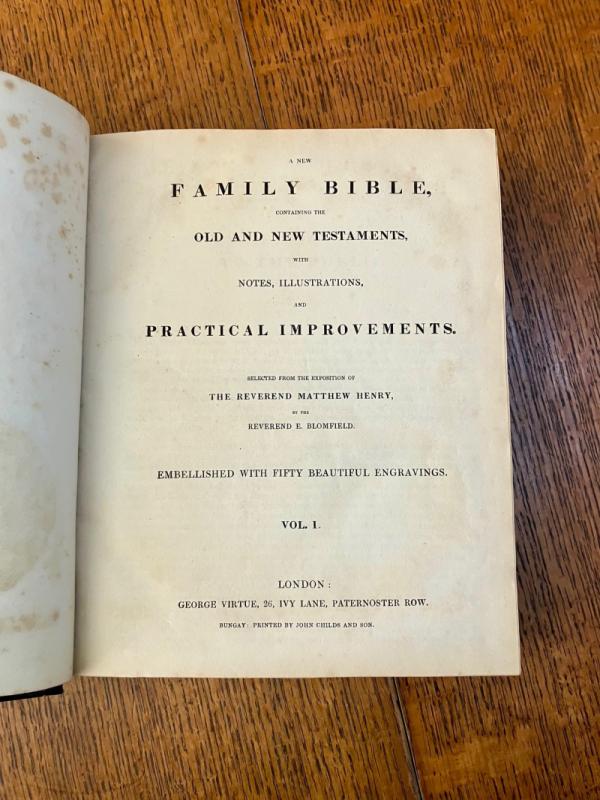 A NEW
FAMILY BIBLE,
CONTAINING THE
OLD AND NEW TESTAMENTS,
WITH
NOTES, ILLUSTRATIONS,
AND
PRACTICAL IMPROVEMENTS.
SELECTED FROM THE EXPOSITION OF
THE REVEREND MATTHEW HENRY,
BY THE
REVEREND E. BLOMFIELD.
EMBELLISHED WITH FIFTY BEAUTIFUL ENGRAVINGS.
VOL. I.
LONDON:
GEORGE VIRTUE, 26, IVY LANE, PATERNOSTER ROW.
BUNGAY: PRINTED BY JOHN CHILDS AND SON.